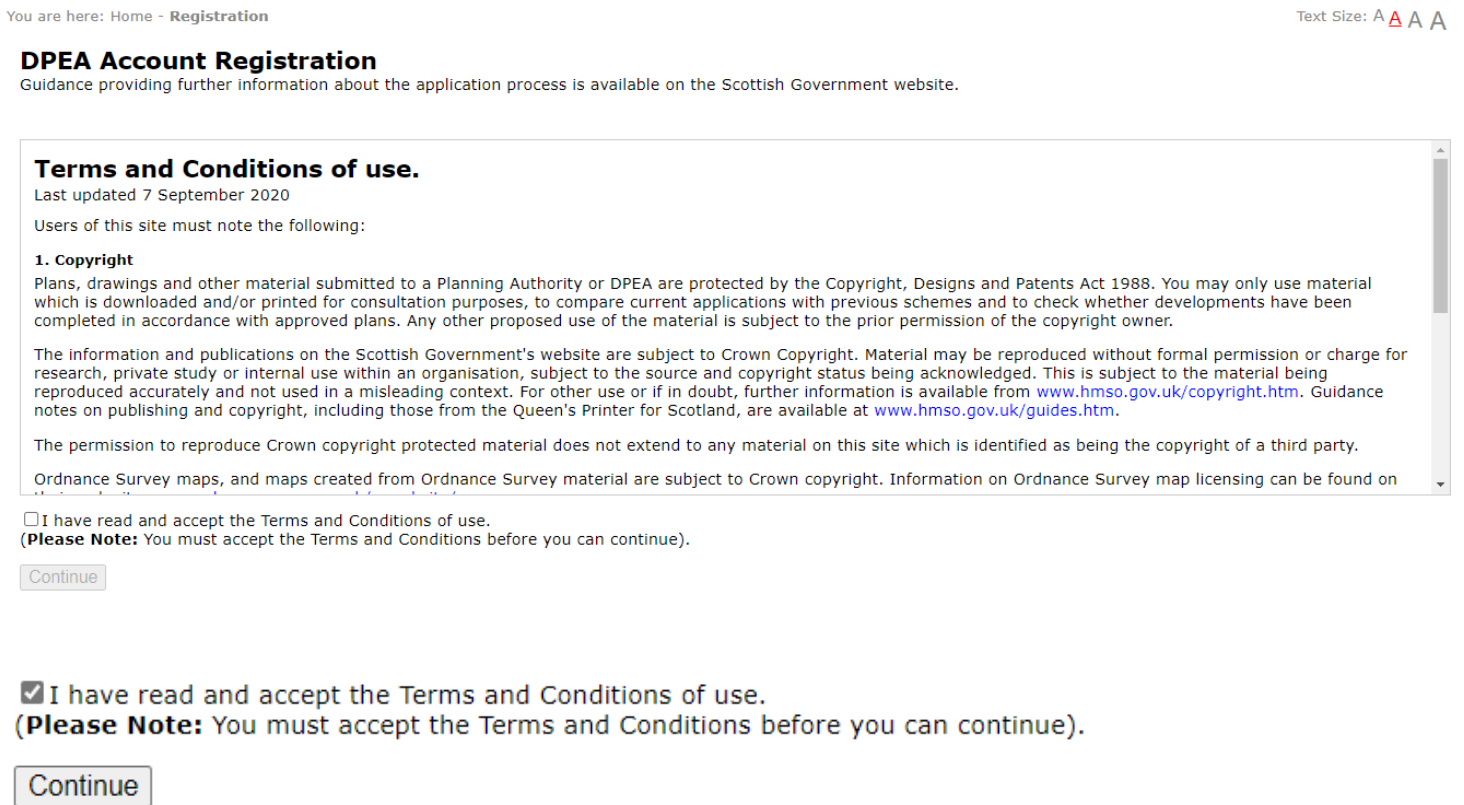 You are here: Home - Registration
Text Size: A A A A
DPEA Account Registration
Guidance providing further information about the application process is available on the Scottish Government website.
Terms and Conditions of use.
Last updated 7 September 2020
Users of this site must note the following:
1. Copyright
Plans, drawings and other material submitted to a Planning Authority or DPEA are protected by the Copyright, Designs and Patents Act 1988. You may only use material
which is downloaded and/or printed for consultation purposes, to compare current applications with previous schemes and to check whether developments have been
completed in accordance with approved plans. Any other proposed use of the material is subject to the prior permission of the copyright owner.
The information and publications on the Scottish Government's website are subject to Crown Copyright. Material may be reproduced without formal permission or charge for
research, private study or internal use within an organisation, subject to the source and copyright status being acknowledged. This is subject to the material being
reproduced accurately and not used in a misleading context. For other use or if in doubt, further information is available from www.hmso.gov.uk/copyright.htm. Guidance
notes on publishing and copyright, including those from the Queen's Printer for Scotland, are available at www.hmso.gov.uk/guides.htm.
The permission to reproduce Crown copyright protected material does not extend to any material on this site which is identified as being the copyright of a third party.
Ordnance Survey maps, and maps created from Ordnance Survey material are subject to Crown copyright. Information on Ordnance Survey map licensing can be found on
I have read and accept the Terms and Conditions of use.
(Please Note: You must accept the Terms and Conditions before you can continue).
Continue
I have read and accept the Terms and Conditions of use.
(Please Note: You must accept the Terms and Conditions before you can continue).
Continue